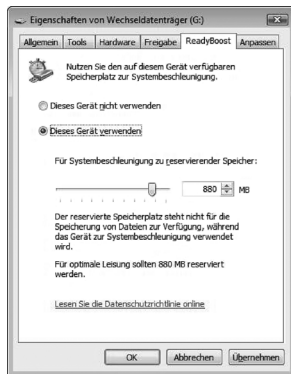 Eigenschaften von Wechseldatenträger (G:)
Allgemein Tools Hardware Freigabe ReadyBoost Anpassen
Nutzen Sie den auf diesem Gerät verfügbaren
Speicherplatz zur Systembeschleunigung.
Dieses Gerät nicht verwenden
Dieses Gerät verwenden
Für Systembeschleunigung zu reservierender Speicher:
880 MB
Der reservierte Speicherplatz steht nicht für die
Speicherung von Dateien zur Verfügung, während
das Gerät zur Systembeschleunigung verwendet
wird.
Für optimale Leisung sollten 880 MB reserviert
werden.
Lesen Sie die Datenschutzrichtlinie online
OK Abbrechen Übernehmen